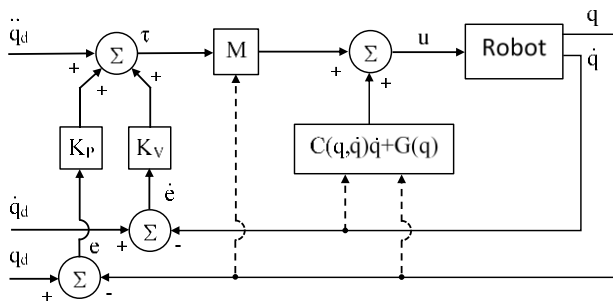 q̈d
+
Σ
+
+
τ
M
+
Σ
+
u
Robot
q
q̇
KP
KV
C(q,q̇)q̇+G(q)
ė
q̇d
+
Σ
-
e
qd
+
Σ
-